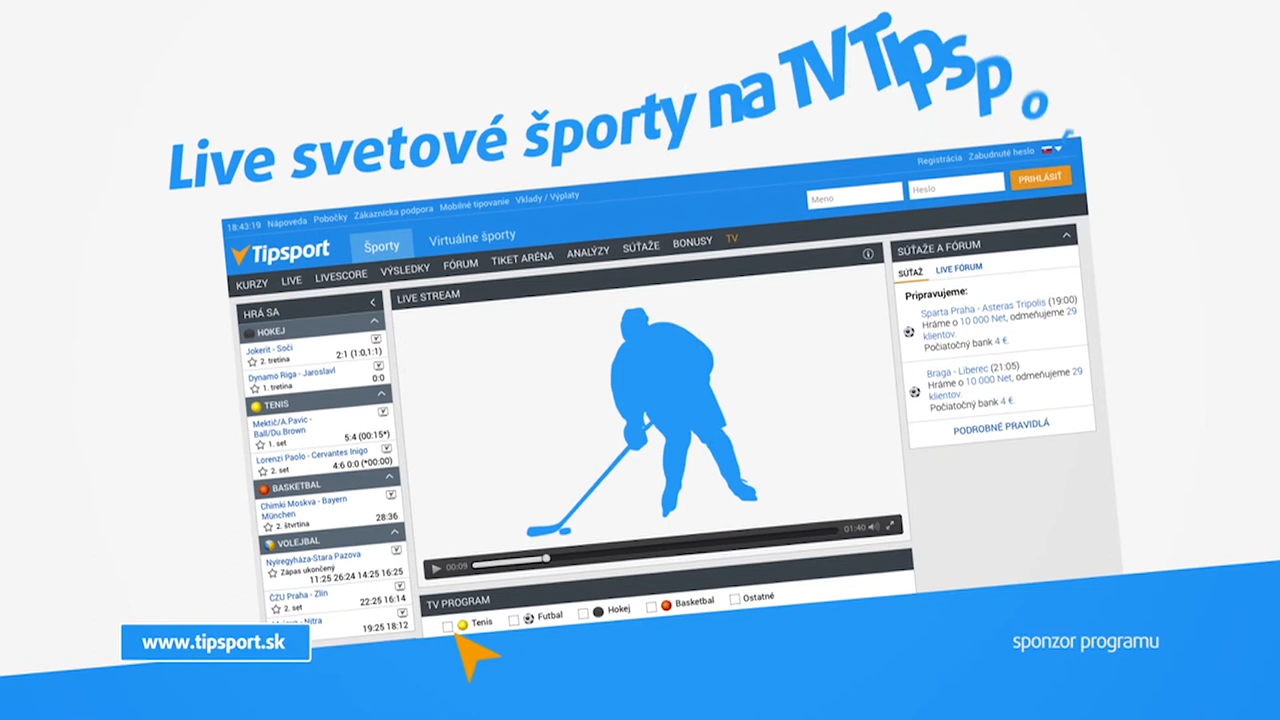 Live svetové športy na TV Tipspo
18:43:19 Nápoveda Pobočky Zákaznícka podpora Mobilné tipovanie Vklady / Výplaty
Registrácia Zabudnuté heslo
Meno
Heslo
PRIHLÁSIŤ
Tipsport
Športy
Virtuálne športy
KURZY LIVE LIVESCORE VÝSLEDKY FÓRUM TIKET ARÉNA ANALÝZY SÚŤAŽE BONUSY TV
HRÁ SA
HOKEJ
Jokerit - Soči
2. tretina 2:1 (1:0,1:1)
Dynamo Riga - Jaroslavl
1. tretina 0:0
TENIS
Mektič/A.Pavic -
Ball/Du.Brown
1. set 5:4 (00:15*)
Lorenzi Paolo - Cervantes Inigo
2. set 4:6 0:0 (*00:00)
BASKETBAL
Chimki Moskva - Bayern
München
2. štvrtina 28:36
VOLEJBAL
Nyiregyháza-Stara Pazova
Zápas ukončený
11:25 26:24 14:25 16:25
ČZU Praha - Zlín
2. set 22:25 16:14
Nitra
19:25 18:12
LIVE STREAM
00:09
01:40
TV PROGRAM
Tenis Futbal Hokej Basketbal Ostatné
SÚŤAŽE A FÓRUM
SÚŤAŽ LIVE FÓRUM
Pripravujeme:
Sparta Praha - Asteras Tripolis (19:00)
Hráme o 10 000 Net, odmeňujeme 29
klientov.
Počiatočný bank 4 €.
Braga - Liberec (21:05)
Hráme o 10 000 Net, odmeňujeme 29
klientov.
Počiatočný bank 4 €.
PODROBNÉ PRAVIDLÁ
www.tipsport.sk
sponzor programu